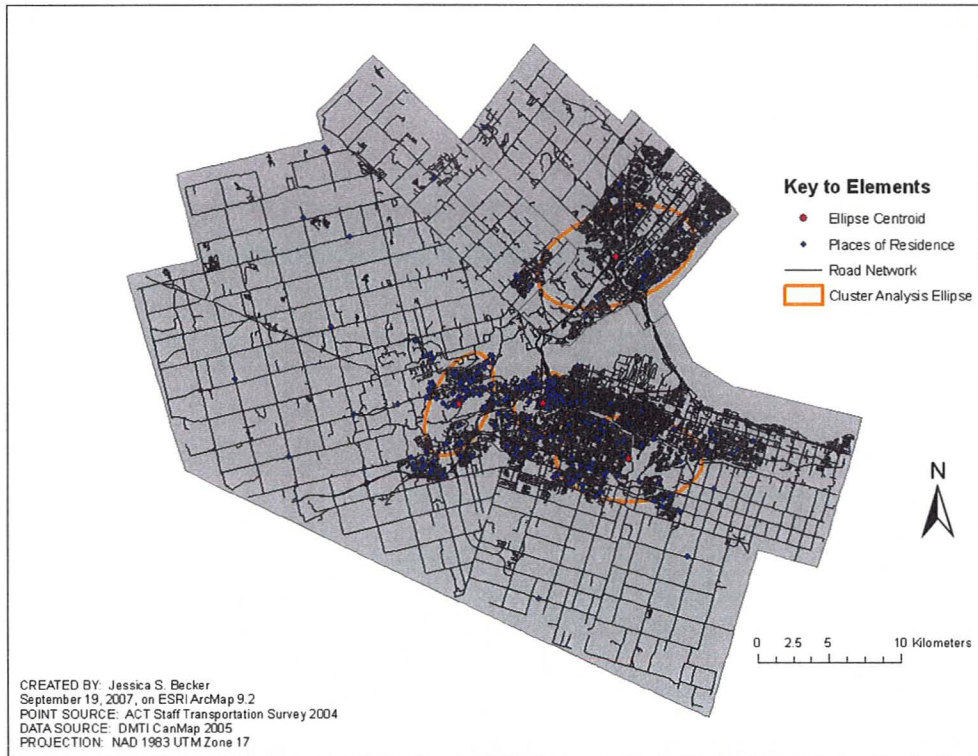 Key to Elements
Ellipse Centroid
Places of Residence
Road Network
Cluster Analysis Ellipse
N
0 2.5 5 10 Kilometers
CREATED BY: Jessica S. Becker
September 19, 2007, on ESRI ArcMap 9.2
POINT SOURCE: ACT Staff Transportation Survey 2004
DATA SOURCE: DMTI CanMap 2005
PROJECTION: NAD 1983 UTM Zone 17